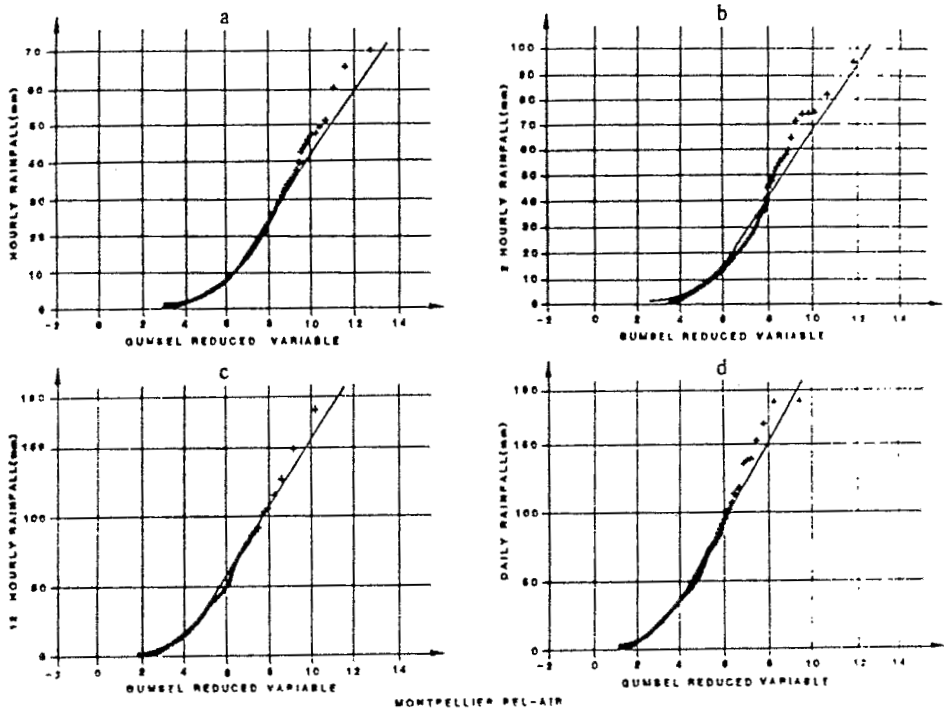 a
70
60
50
40
30
20
10
0
HOURLY RAINFALL(mm)
-2 0 2 4 6 8 10 12 14
GUMBEL REDUCED VARIABLE
b
100
90
80
70
60
50
40
30
20
10
0
2 HOURLY RAINFALL(mm)
-2 0 2 4 6 8 10 12 14
GUMBEL REDUCED VARIABLE
c
150
100
50
0
12 HOURLY RAINFALL(mm)
-2 0 2 4 6 8 10 12 14
GUMBEL REDUCED VARIABLE
d
150
100
50
0
DAILY RAINFALL(mm)
-2 0 2 4 6 8 10 12 14
GUMBEL REDUCED VARIABLE
MONTPELLIER BEL-AIR